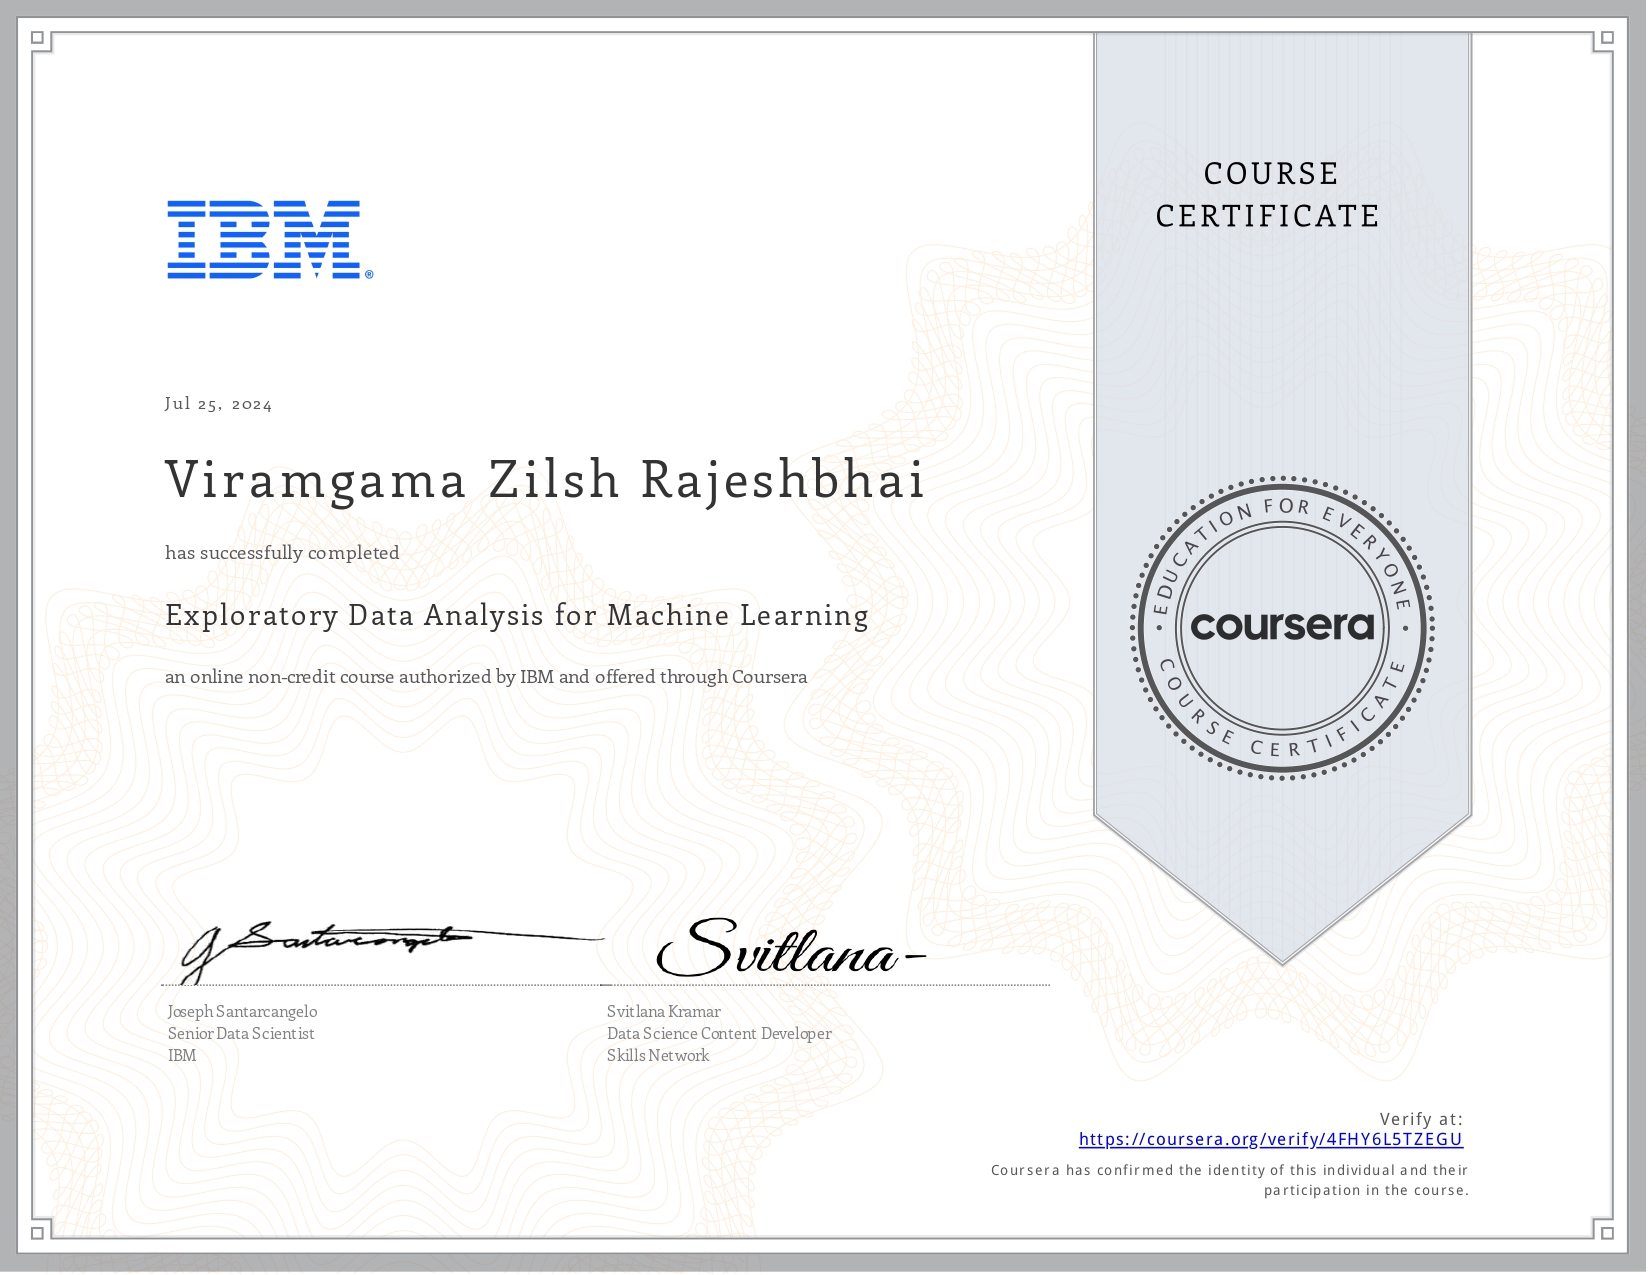 COURSE
CERTIFICATE
IBM®
Jul 25, 2024
Viramgama Zilsh Rajeshbhai
has successfully completed
Exploratory Data Analysis for Machine Learning
an online non-credit course authorized by IBM and offered through Coursera
EDUCATION FOR EVERYONE
coursera
COURSE CERTIFICATE
J Santarcangelo
Svitlana -
Joseph Santarcangelo
Senior Data Scientist
IBM
Svitlana Kramar
Data Science Content Developer
Skills Network
Verify at:
https://coursera.org/verify/4FHY6L5TZEGU
Coursera has confirmed the identity of this individual and their
participation in the course.